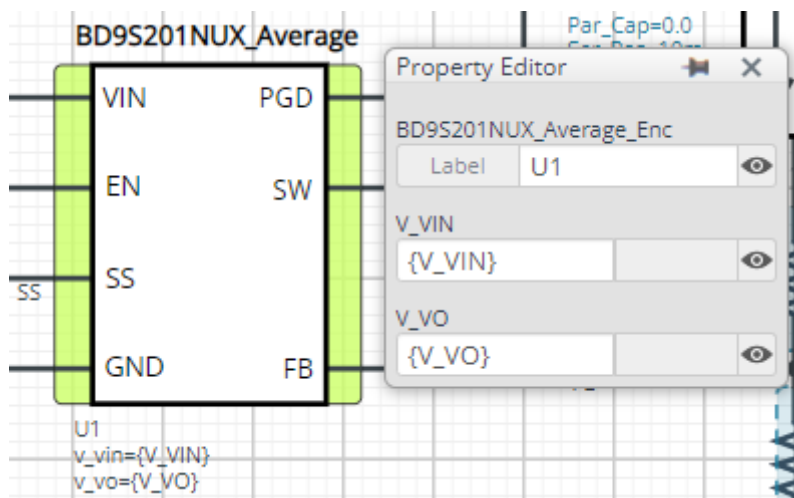 BD9S201NUX_Average
VIN
PGD
EN
SW
SS
SS
GND
FB
U1
v_vin={V_VIN}
v_vo={V_VO}
Par_Cap=0.0
Property Editor
BD9S201NUX_Average_Enc
Label
U1
V_VIN
{V_VIN}
V_VO
{V_VO}